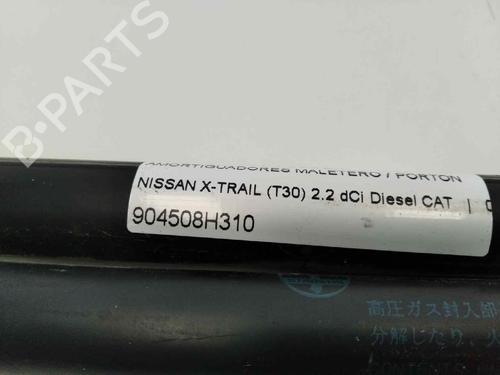 AMORTIGUADORES MALETERO / PORTON
NISSAN X-TRAIL (T30) 2.2 dCi Diesel CAT |
904508H310
高圧ガス封入部
分解したり、火
CONTENTS
B-PARTS